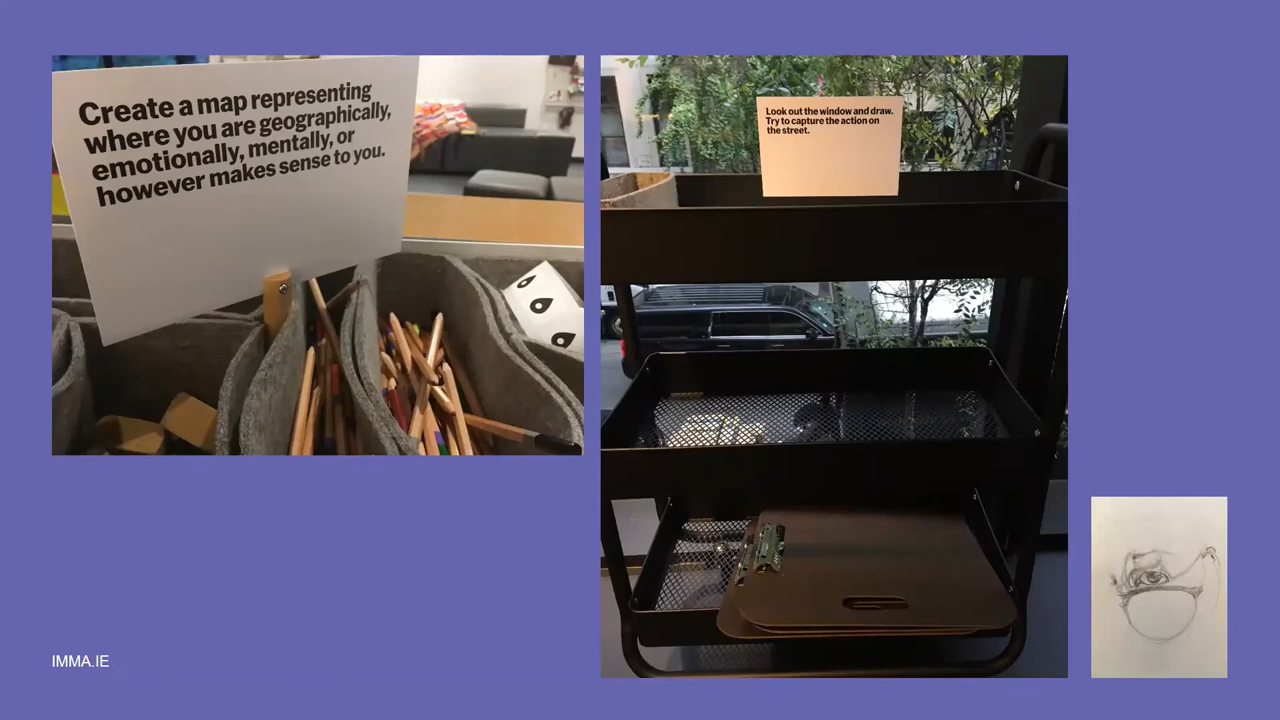 Create a map representing
where you are geographically,
emotionally, mentally, or
however makes sense to you.
Look out the window and draw.
Try to capture the action on
the street.
IMMA.IE